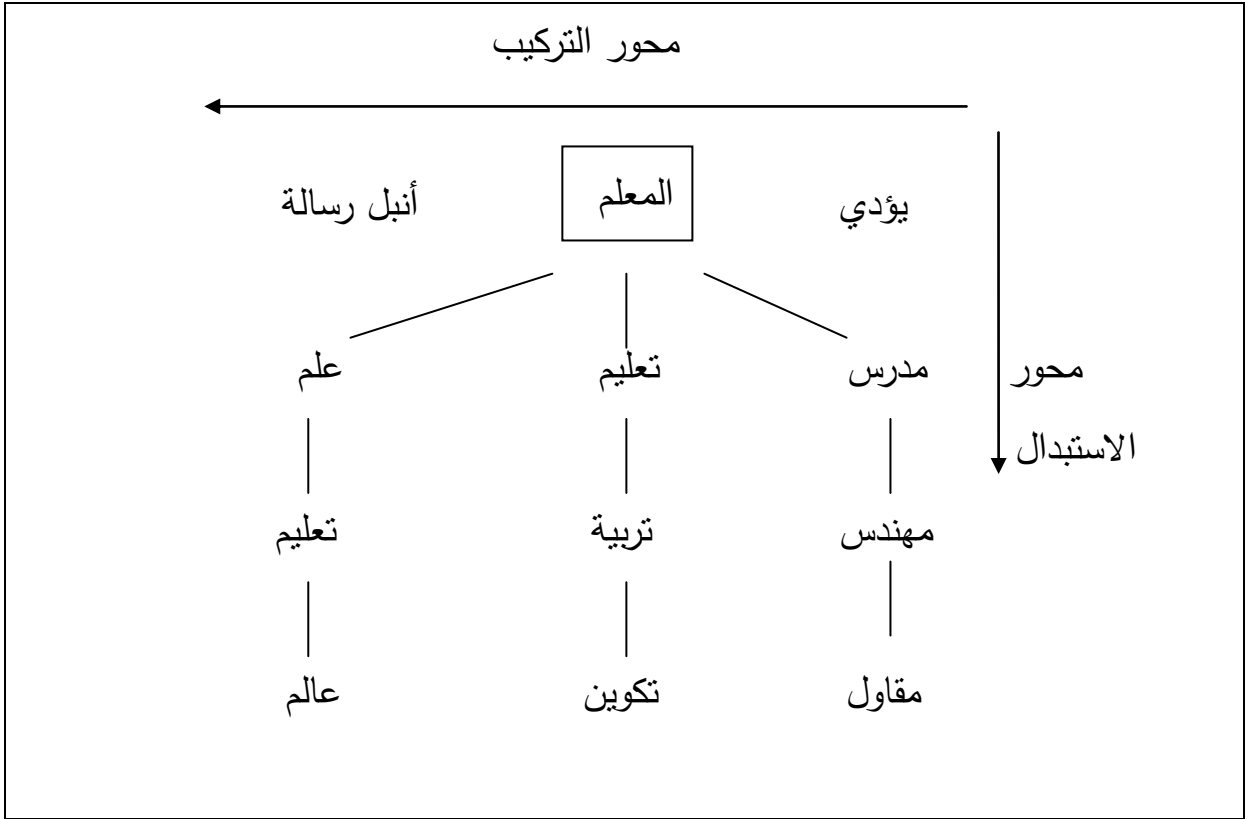 محور التركيب
يؤدي المعلم أنبل رسالة
محور
الاستبدال
مدرس تعليم علم
مهندس تربية تعليم
مقاول تكوين عالم